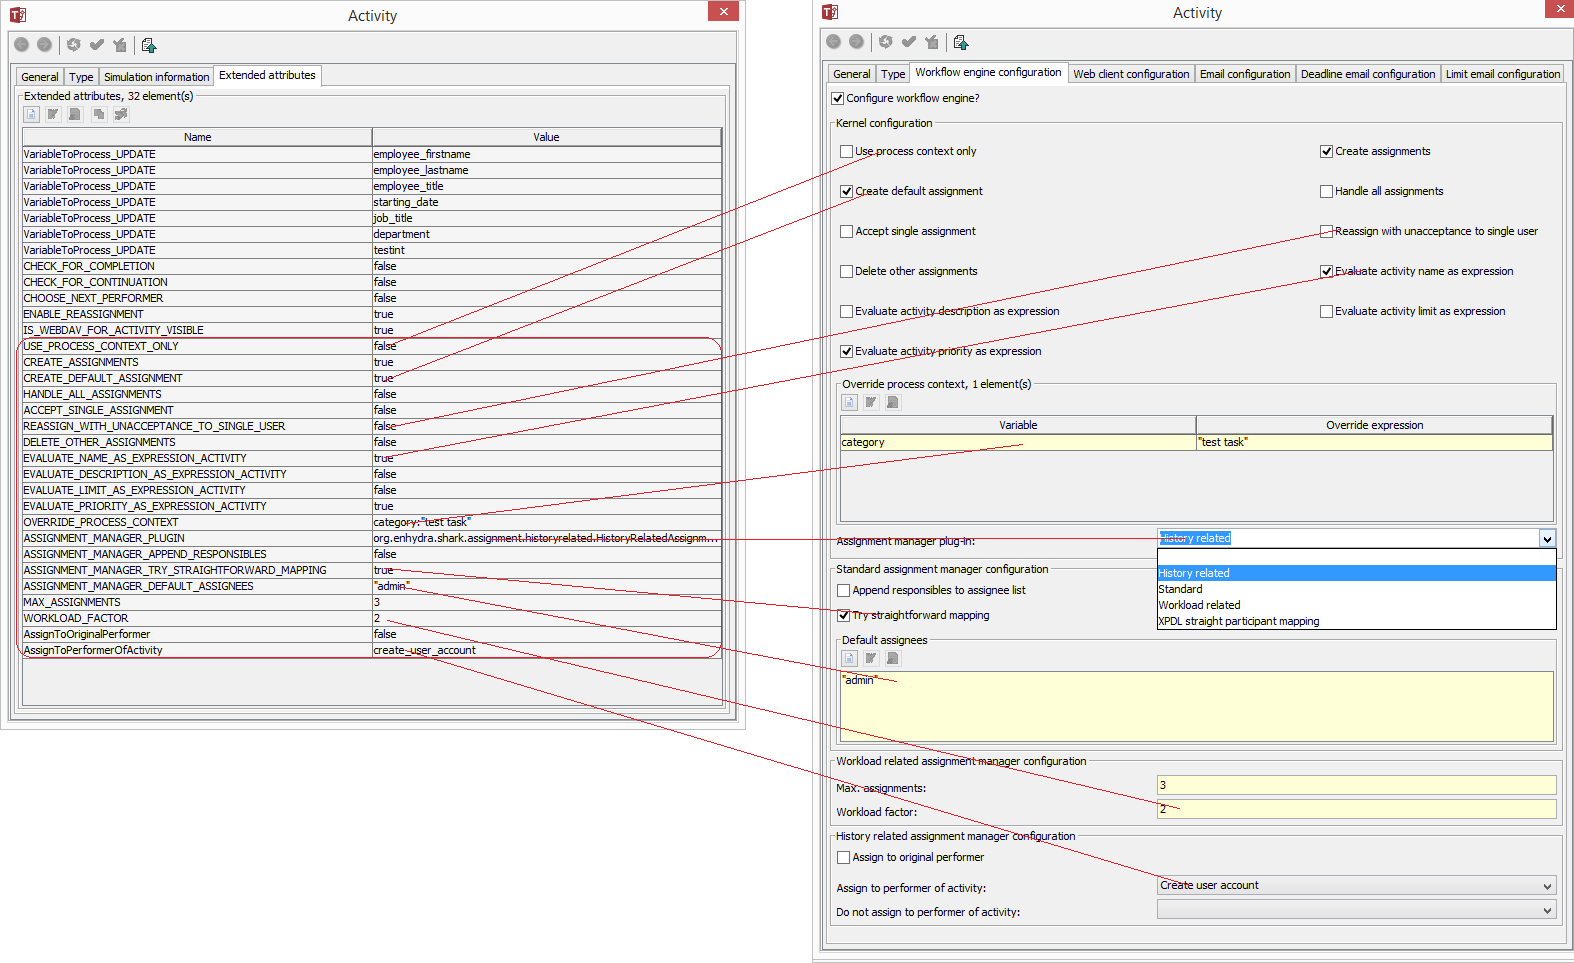 Activity
General Type Simulation information Extended attributes
Extended attributes, 32 element(s)
Name Value
VariableToProcess_UPDATE employee_firstname
VariableToProcess_UPDATE employee_lastname
VariableToProcess_UPDATE employee_title
VariableToProcess_UPDATE starting_date
VariableToProcess_UPDATE job_title
VariableToProcess_UPDATE department
VariableToProcess_UPDATE testint
CHECK_FOR_COMPLETION false
CHECK_FOR_CONTINUATION false
CHOOSE_NEXT_PERFORMER false
ENABLE_REASSIGNMENT true
IS_WEBDAV_FOR_ACTIVITY_VISIBLE true
USE_PROCESS_CONTEXT_ONLY false
CREATE_ASSIGNMENTS true
CREATE_DEFAULT_ASSIGNMENT true
HANDLE_ALL_ASSIGNMENTS false
ACCEPT_SINGLE_ASSIGNMENT false
REASSIGN_WITH_UNACCEPTANCE_TO_SINGLE_USER false
DELETE_OTHER_ASSIGNMENTS false
EVALUATE_NAME_AS_EXPRESSION_ACTIVITY true
EVALUATE_DESCRIPTION_AS_EXPRESSION_ACTIVITY false
EVALUATE_LIMIT_AS_EXPRESSION_ACTIVITY false
EVALUATE_PRIORITY_AS_EXPRESSION_ACTIVITY true
OVERRIDE_PROCESS_CONTEXT category:"test task"
ASSIGNMENT_MANAGER_PLUGIN org.enhydra.shark.assignment.historyrelated.HistoryRelatedAssignm...
ASSIGNMENT_MANAGER_APPEND_RESPONSIBLES false
ASSIGNMENT_MANAGER_TRY_STRAIGHTFORWARD_MAPPING true
ASSIGNMENT_MANAGER_DEFAULT_ASSIGNEES "admin"
MAX_ASSIGNMENTS 3
WORKLOAD_FACTOR 2
AssignToOriginalPerformer false
AssignToPerformerOfActivity create_user_account
Activity
General Type Workflow engine configuration Web client configuration Email configuration Deadline email configuration Limit email configuration
Configure workflow engine?
Kernel configuration
Use process context only Create assignments
Create default assignment Handle all assignments
Accept single assignment Reassign with unacceptance to single user
Delete other assignments Evaluate activity name as expression
Evaluate activity description as expression Evaluate activity limit as expression
Evaluate activity priority as expression
Override process context, 1 element(s)
Variable Override expression
category "test task"
Assignment manager plug-in: History related
History related
Standard
Workload related
XPDL straight participant mapping
Standard assignment manager configuration
Append responsibles to assignee list
Try straightforward mapping
Default assignees
"admin"
Workload related assignment manager configuration
Max. assignments: 3
Workload factor: 2
History related assignment manager configuration
Assign to original performer
Assign to performer of activity: Create user account
Do not assign to performer of activity: